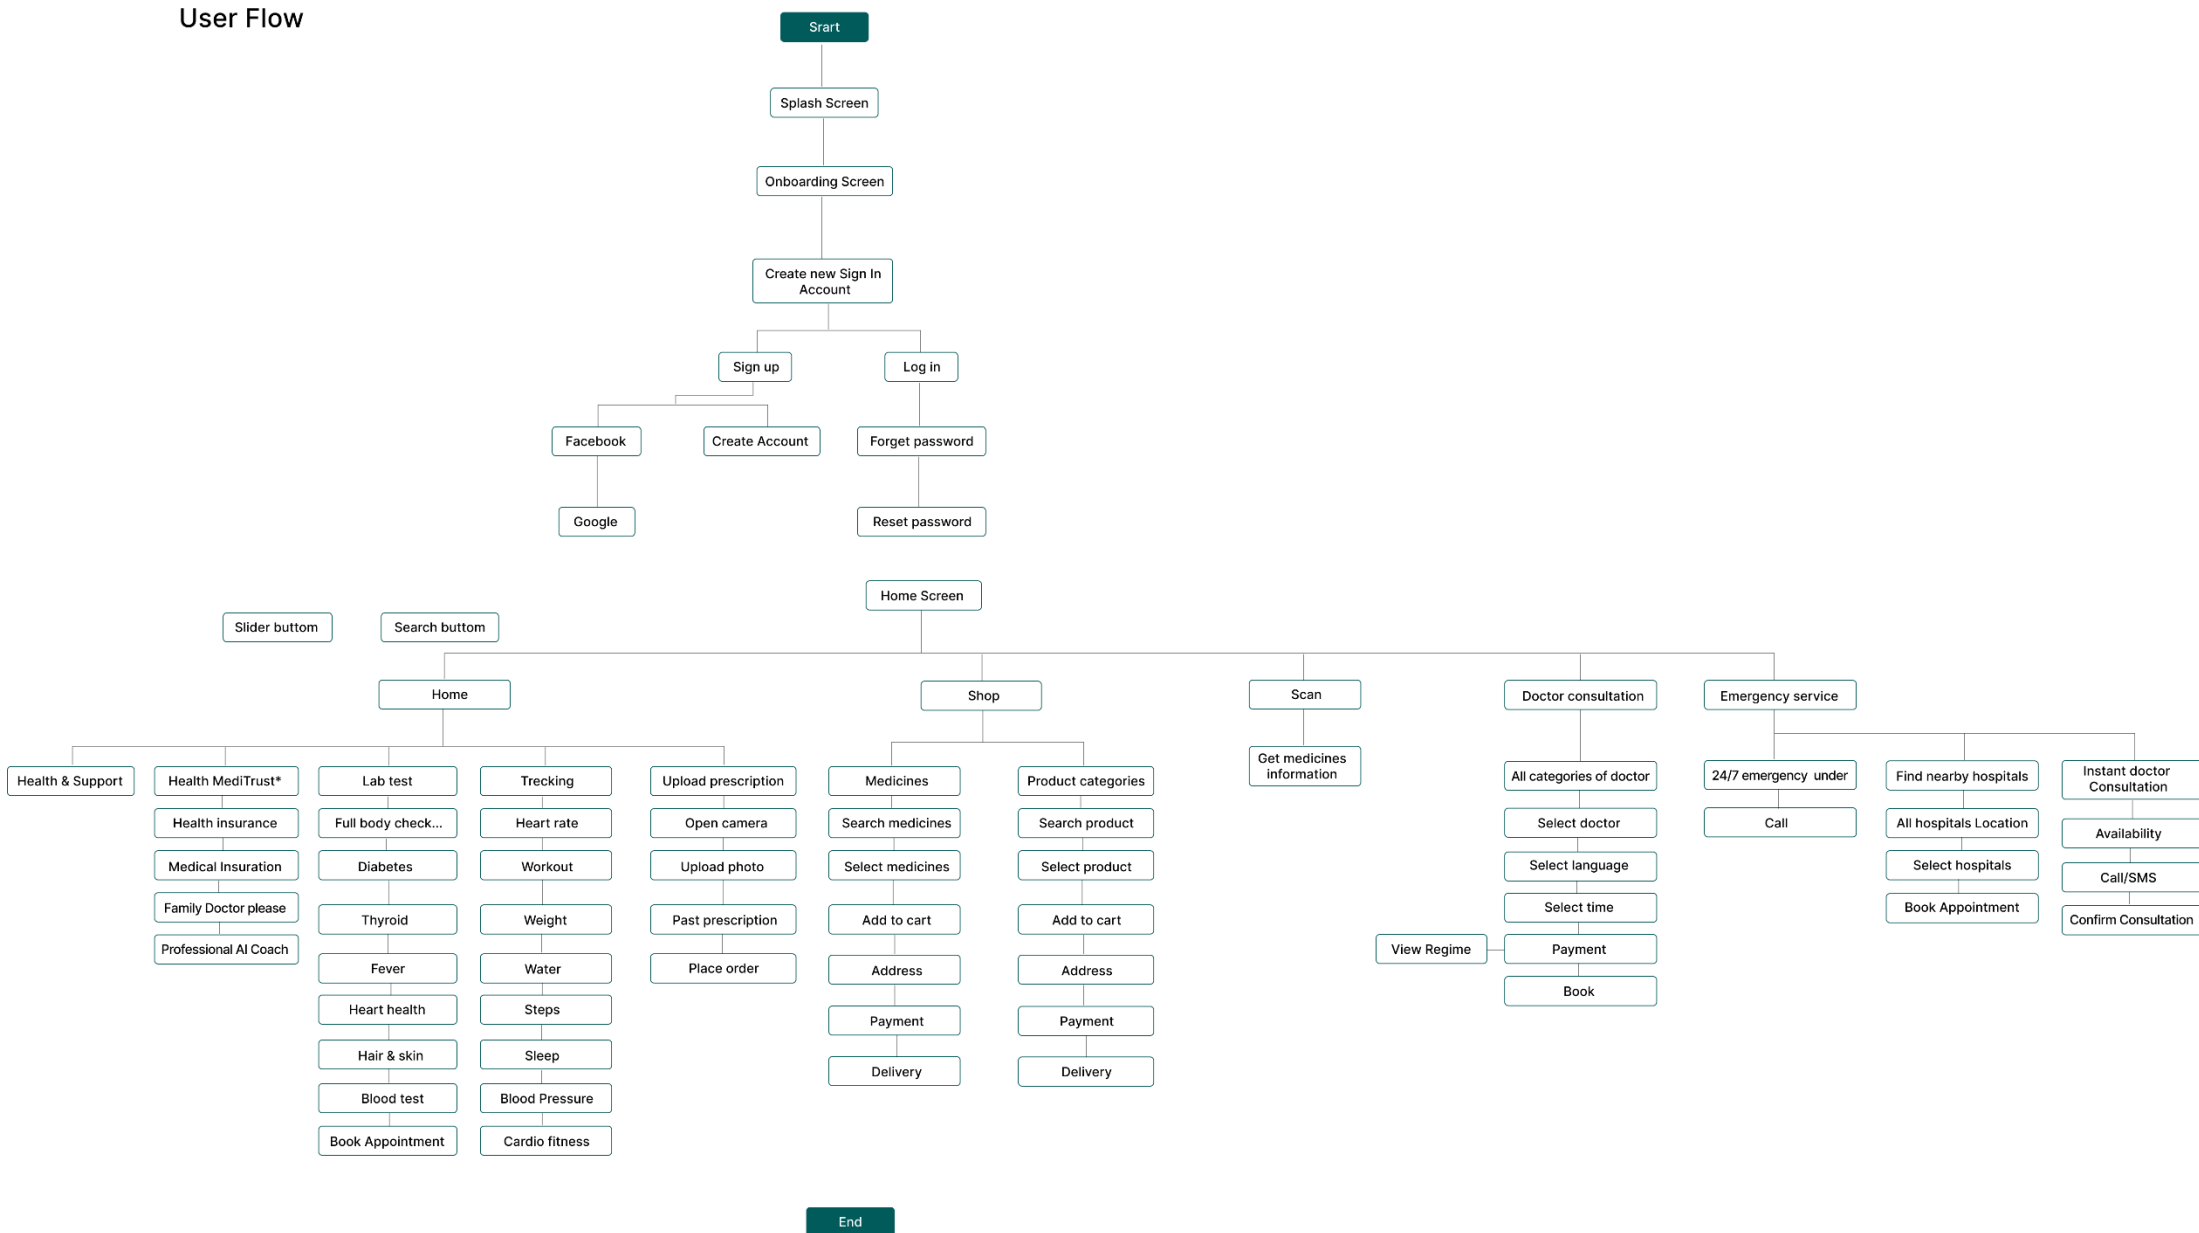 User Flow
Srart
Splash Screen
Onboarding Screen
Create new Sign In
Account
Sign up
Log in
Facebook
Create Account
Forget password
Google
Reset password
Home Screen
Slider buttom
Search buttom
Home
Shop
Scan
Doctor consultation
Emergency service
Health & Support
Health MediTrust*
Health insurance
Medical Insuration
Family Doctor please
Professional AI Coach
Lab test
Full body check...
Diabetes
Thyroid
Fever
Heart health
Hair & skin
Blood test
Book Appointment
Trecking
Heart rate
Workout
Weight
Water
Steps
Sleep
Blood Pressure
Cardio fitness
Upload prescription
Open camera
Upload photo
Past prescription
Place order
Medicines
Search medicines
Select medicines
Add to cart
Address
Payment
Delivery
Product categories
Search product
Select product
Add to cart
Address
Payment
Delivery
Get medicines
information
All categories of doctor
Select doctor
Select language
Select time
View Regime
Payment
Book
24/7 emergency under
Call
Find nearby hospitals
All hospitals Location
Select hospitals
Book Appointment
Instant doctor
Consultation
Availability
Call/SMS
Confirm Consultation
End